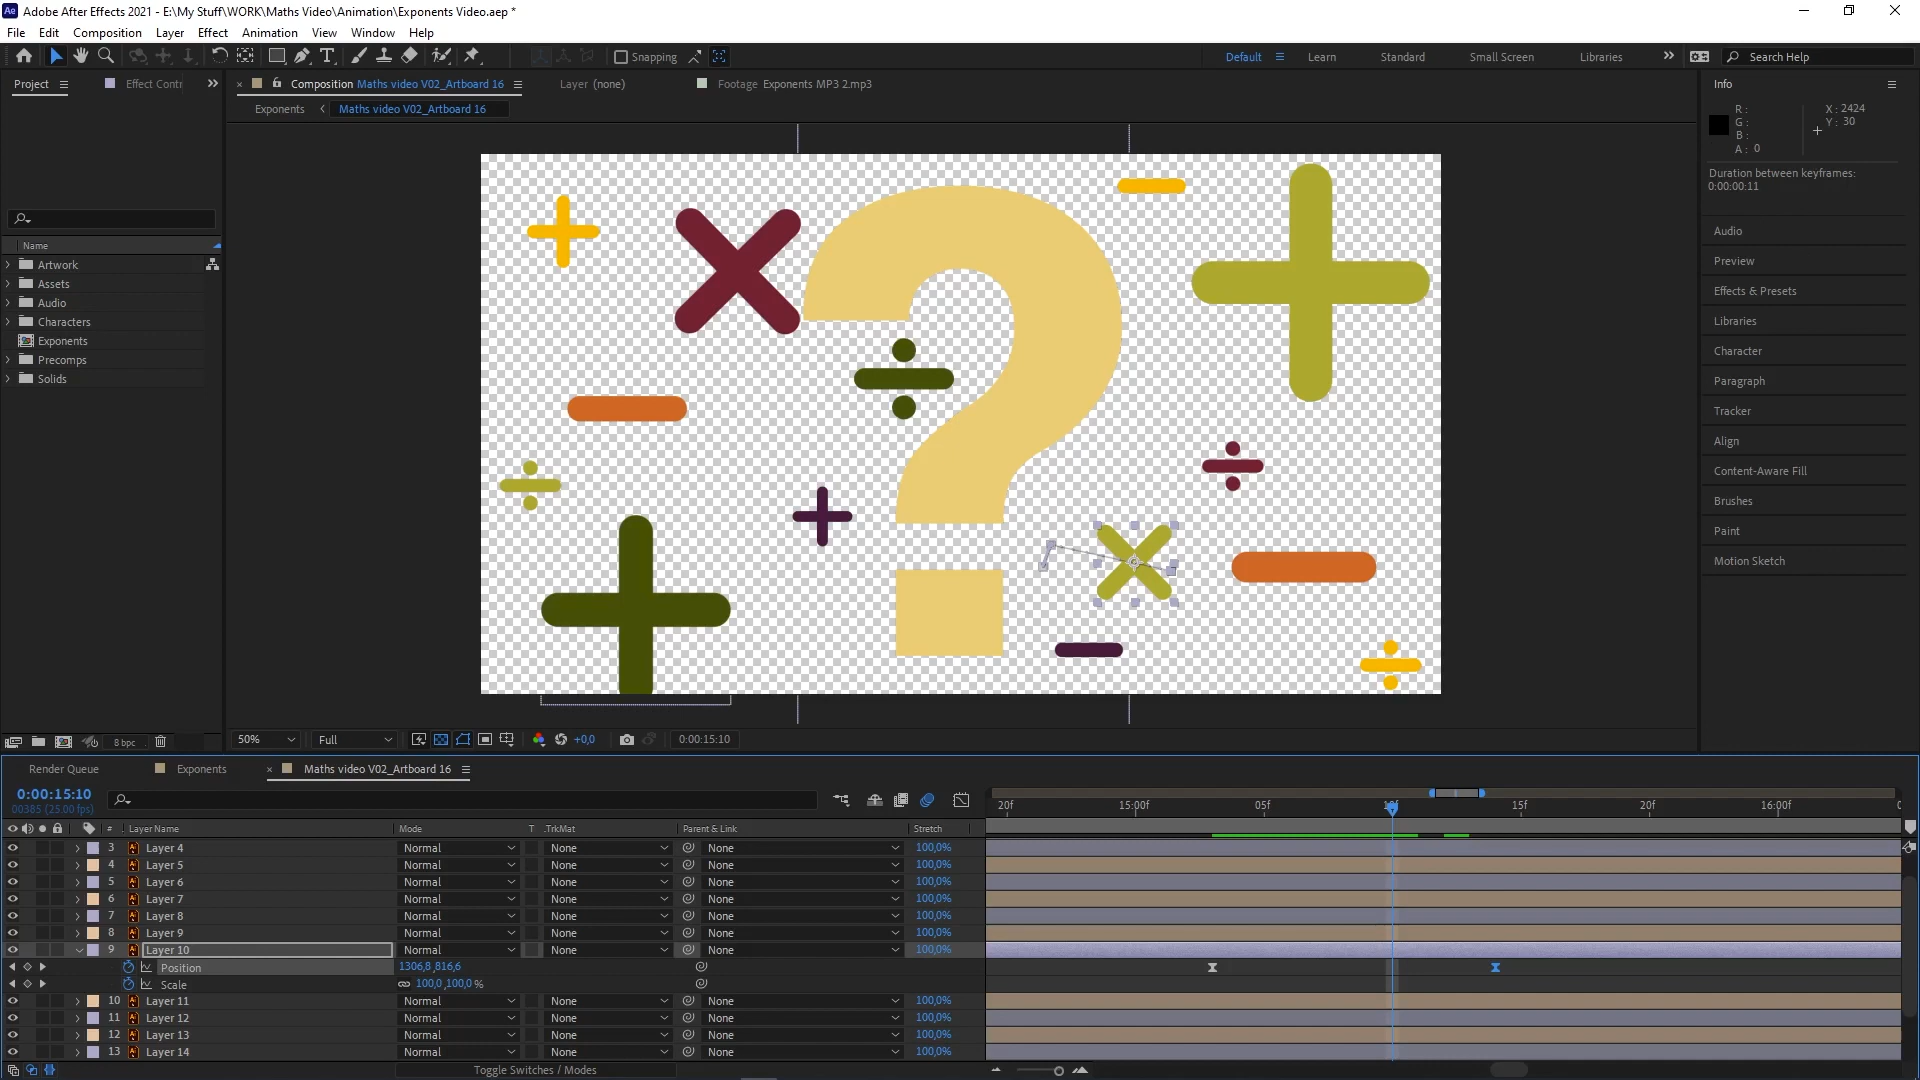 Ae Adobe After Effects 2021 - E:\My Stuff\WORK\Maths Video\Animation\Exponents Video.aep *
File Edit Composition Layer Effect Animation View Window Help
Snapping Default Learn Standard Small Screen Libraries Search Help
Project Effect Contr Composition Maths video V02_Artboard 16 Layer (none) Footage Exponents MP3 2.mp3 Info
Exponents Maths video V02_Artboard 16
R : X : 2424
G : Y : 30
B :
A : 0
Duration between keyframes:
0:00:00:11
Audio
Preview
Effects & Presets
Libraries
Character
Paragraph
Tracker
Align
Content-Aware Fill
Brushes
Paint
Motion Sketch
Name
Artwork
Assets
Audio
Characters
Exponents
Precomps
Solids
8 bpc 50% Full +0,0 0:00:15:10
Render Queue Exponents Maths video V02_Artboard 16
0:00:15:10
00385 (25.00 fps)
20f 15:00f 05f 10f 15f 20f 16:00f
# Layer Name Mode T .TrkMat Parent & Link Stretch
3 Layer 4 Normal None None 100,0%
4 Layer 5 Normal None None 100,0%
5 Layer 6 Normal None None 100,0%
6 Layer 7 Normal None None 100,0%
7 Layer 8 Normal None None 100,0%
8 Layer 9 Normal None None 100,0%
9 Layer 10 Normal None None 100,0%
Position 1306,8 ,816,6
Scale 100,0 ,100,0 %
10 Layer 11 Normal None None 100,0%
11 Layer 12 Normal None None 100,0%
12 Layer 13 Normal None None 100,0%
13 Layer 14 Normal None None 100,0%
Toggle Switches / Modes